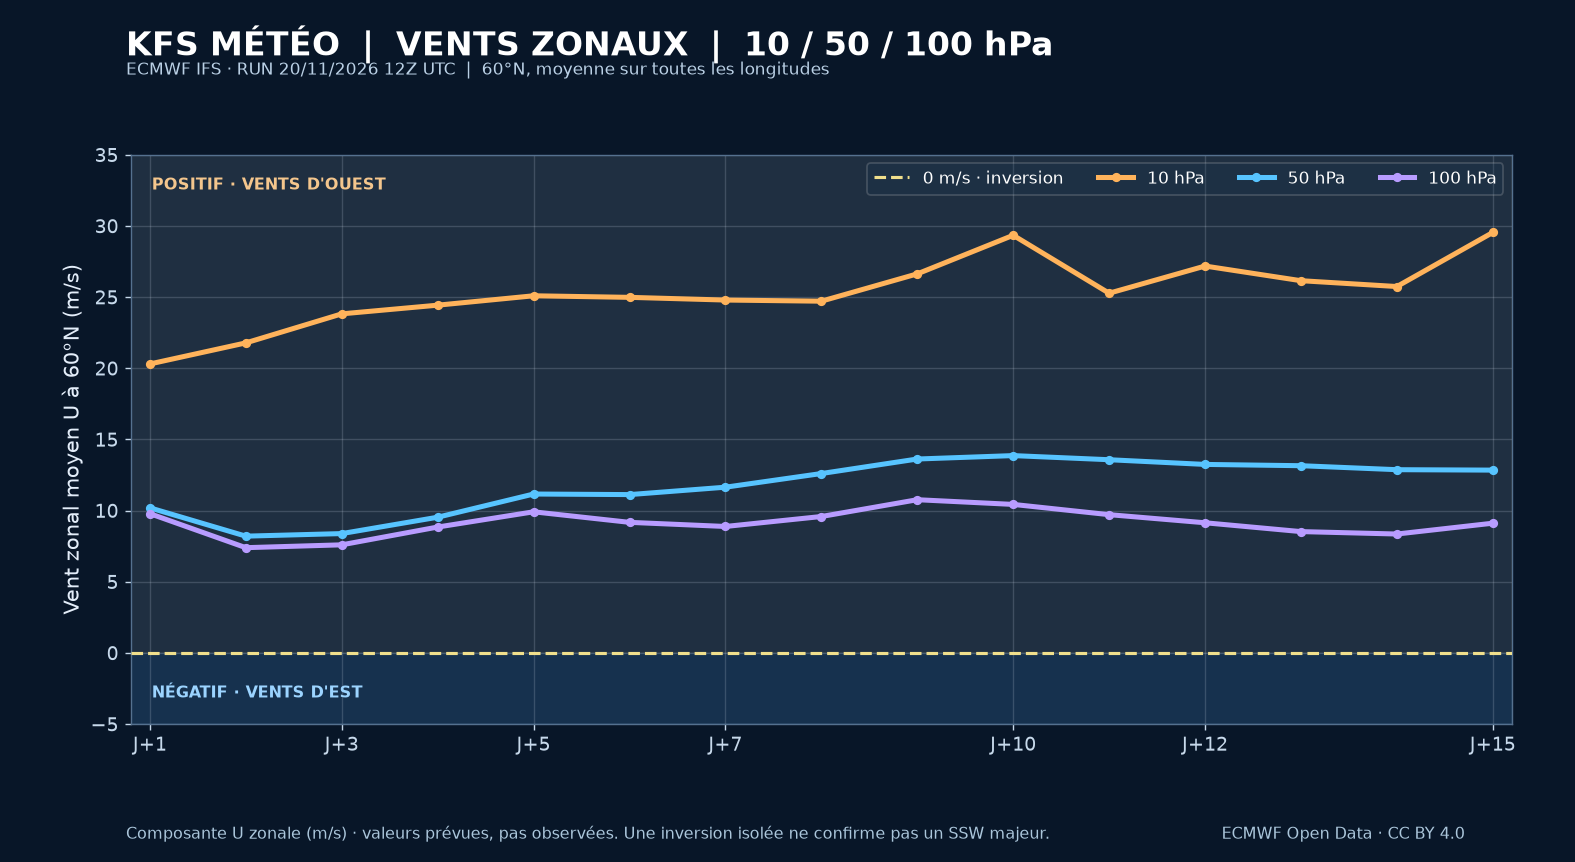 KFS MÉTÉO | VENTS ZONAUX | 10 / 50 / 100 hPa
ECMWF IFS · RUN 20/11/2026 12Z UTC | 60°N, moyenne sur toutes les longitudes
POSITIF · VENTS D'OUEST
0 m/s · inversion 10 hPa 50 hPa 100 hPa
Vent zonal moyen U à 60°N (m/s)
35
30
25
20
15
10
5
0
−5
NÉGATIF · VENTS D'EST
J+1 J+3 J+5 J+7 J+10 J+12 J+15
Composante U zonale (m/s) · valeurs prévues, pas observées. Une inversion isolée ne confirme pas un SSW majeur.
ECMWF Open Data · CC BY 4.0